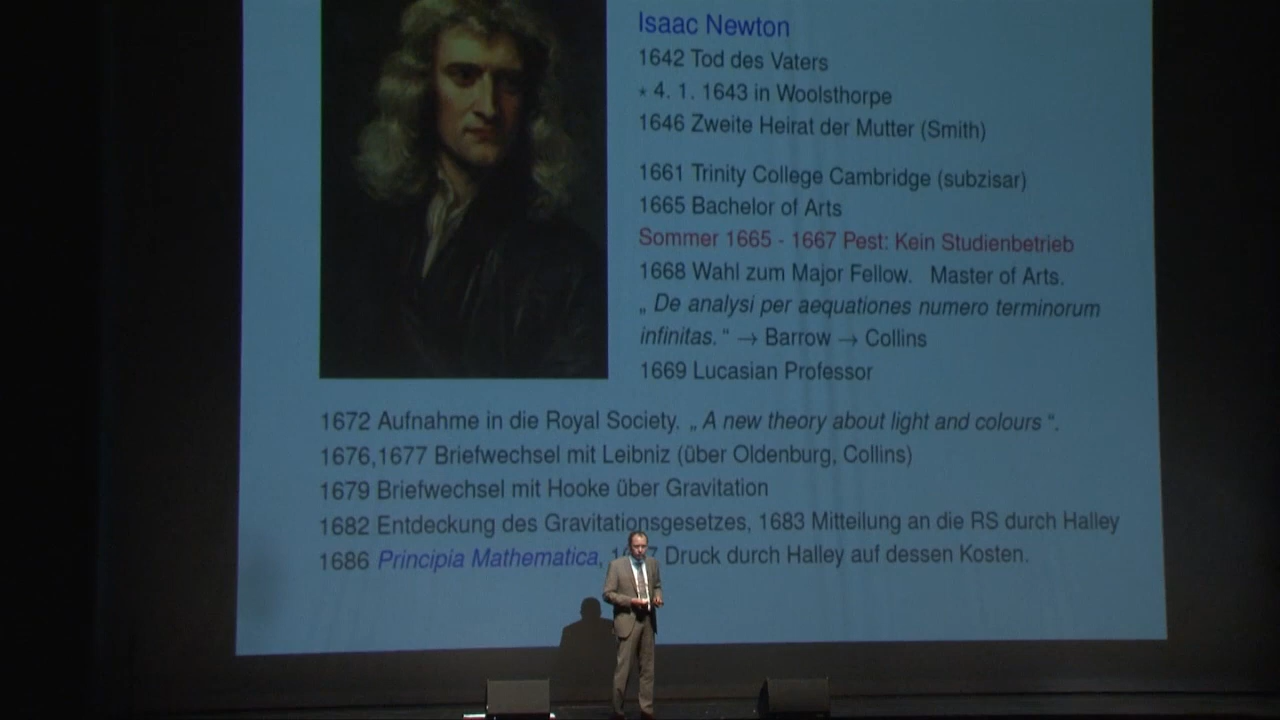 Isaac Newton
1642 Tod des Vaters
⋆ 4. 1. 1643 in Woolsthorpe
1646 Zweite Heirat der Mutter (Smith)
1661 Trinity College Cambridge (subzisar)
1665 Bachelor of Arts
Sommer 1665 - 1667 Pest: Kein Studienbetrieb
1668 Wahl zum Major Fellow. Master of Arts.
„ De analysi per aequationes numero terminorum
infinitas. “ → Barrow → Collins
1669 Lucasian Professor
1672 Aufnahme in die Royal Society. „ A new theory about light and colours “.
1676,1677 Briefwechsel mit Leibniz (über Oldenburg, Collins)
1679 Briefwechsel mit Hooke über Gravitation
1682 Entdeckung des Gravitationsgesetzes, 1683 Mitteilung an die RS durch Halley
1686 Principia Mathematica, Druck durch Halley auf dessen Kosten.